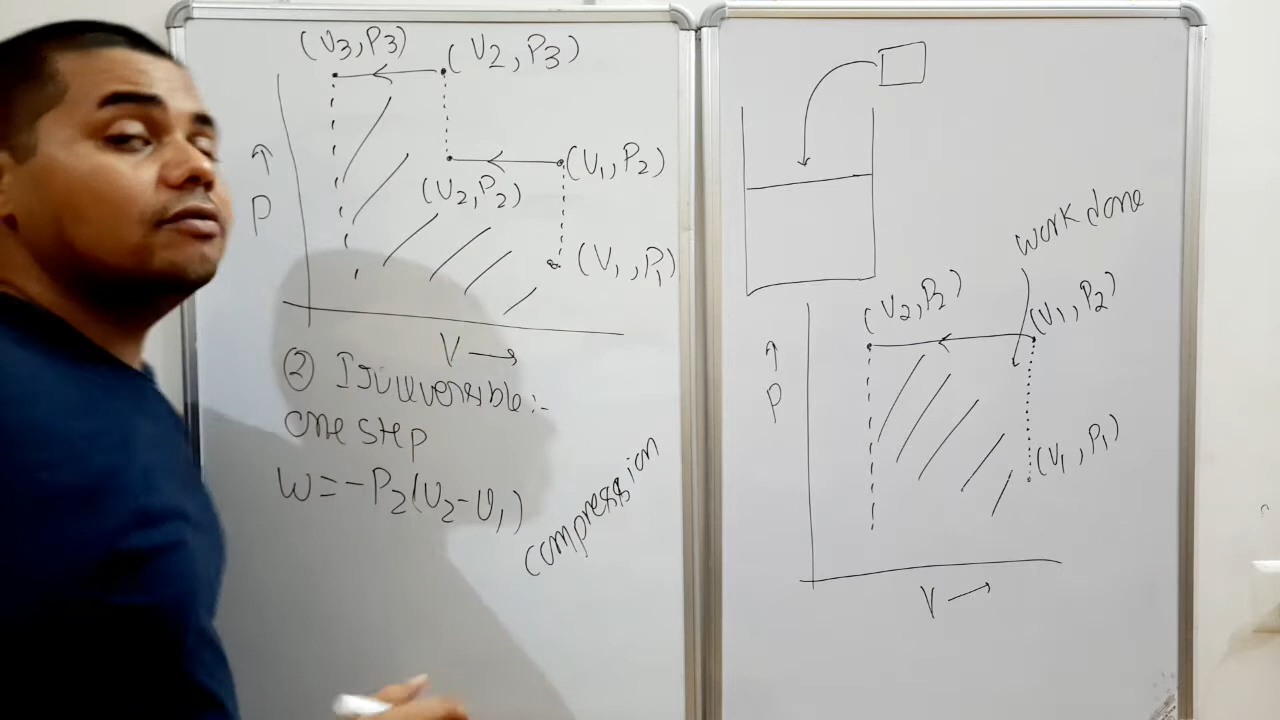 (V3, P3)
(V2, P3)
(V1, P2)
(V2, P2)
(V1, P1)
P
V
② Irreversible:-
one step
W = -P2(V2-V1)
compression
work done
(V2, P2)
(V1, P2)
(V1, P1)
P
V